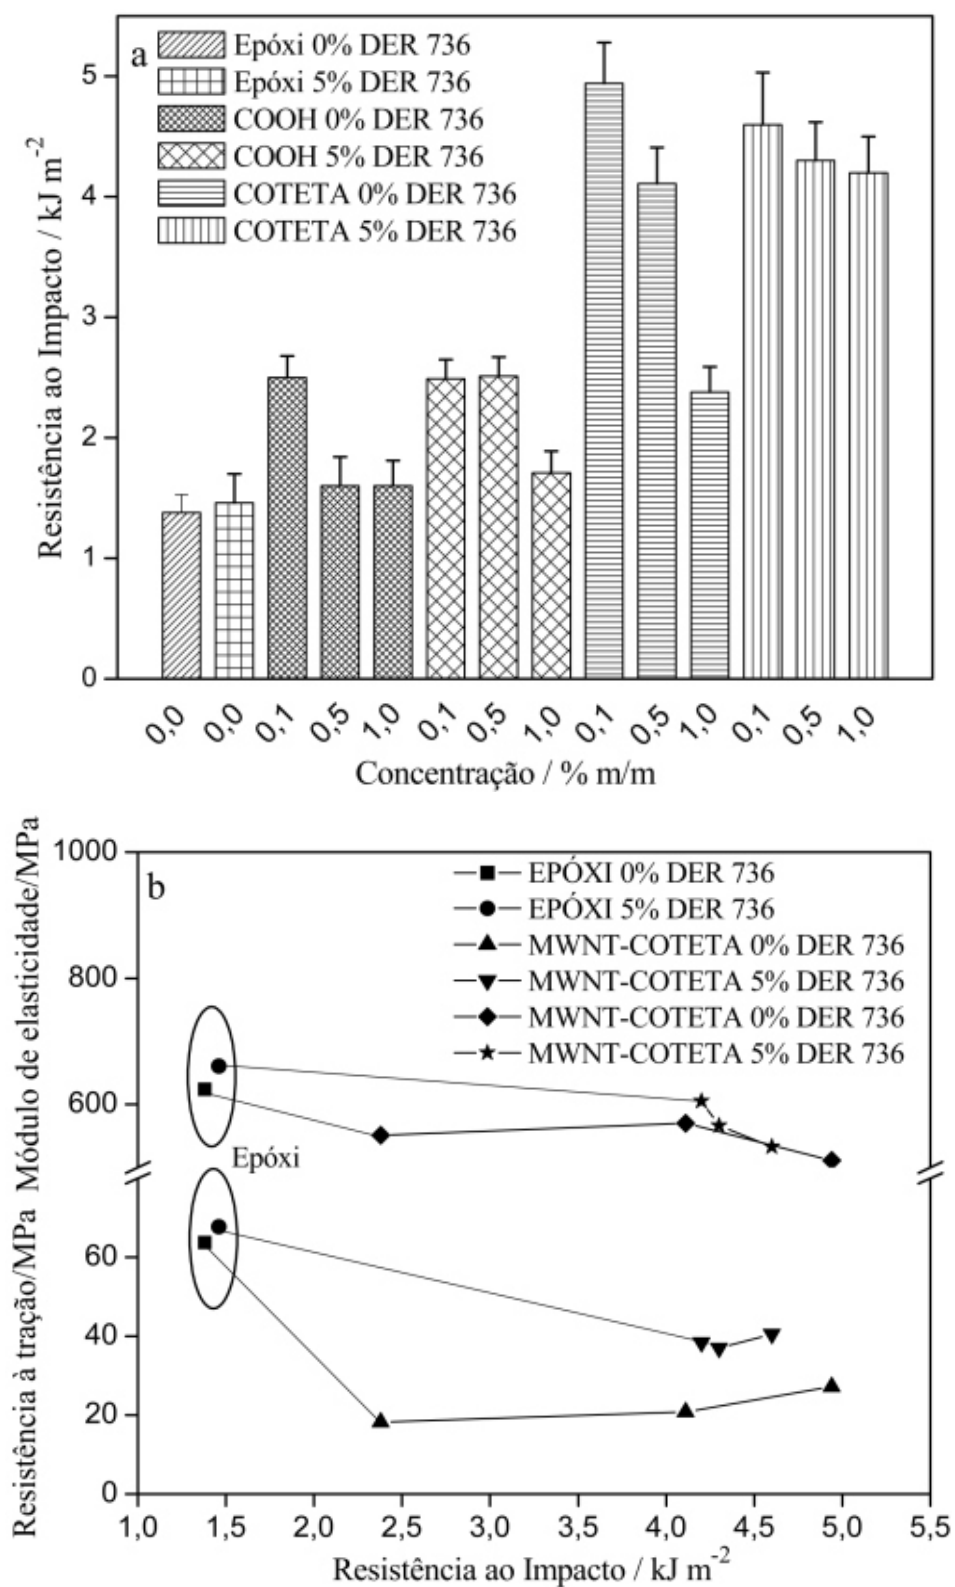 a
Epóxi 0% DER 736
Epóxi 5% DER 736
COOH 0% DER 736
COOH 5% DER 736
COTETA 0% DER 736
COTETA 5% DER 736
Resistência ao Impacto / kJ m⁻²
5
4
3
2
1
0
0,0 0,0 0,1 0,5 1,0 0,1 0,5 1,0 0,1 0,5 1,0 0,1 0,5 1,0
Concentração / % m/m
b
EPÓXI 0% DER 736
EPÓXI 5% DER 736
MWNT-COTETA 0% DER 736
MWNT-COTETA 5% DER 736
MWNT-COTETA 0% DER 736
MWNT-COTETA 5% DER 736
Resistência à tração/MPa Módulo de elasticidade/MPa
1000
800
600
Epóxi
60
40
20
0
1,0 1,5 2,0 2,5 3,0 3,5 4,0 4,5 5,0 5,5
Resistência ao Impacto / kJ m⁻²